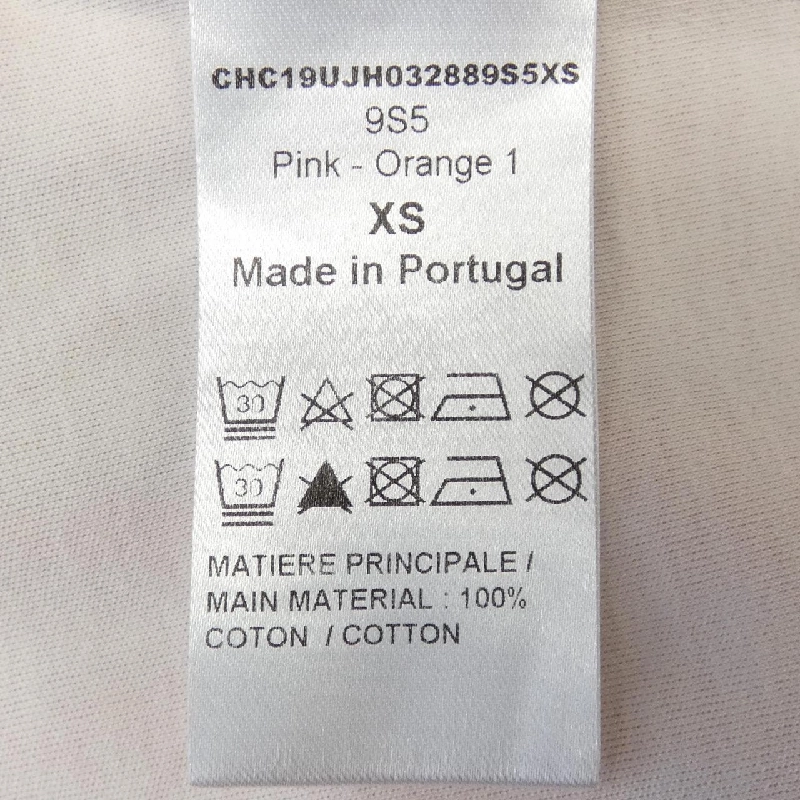 CHC19UJH032889S5XS
9S5
Pink - Orange 1
XS
Made in Portugal
30
30
MATIERE PRINCIPALE /
MAIN MATERIAL : 100%
COTON / COTTON